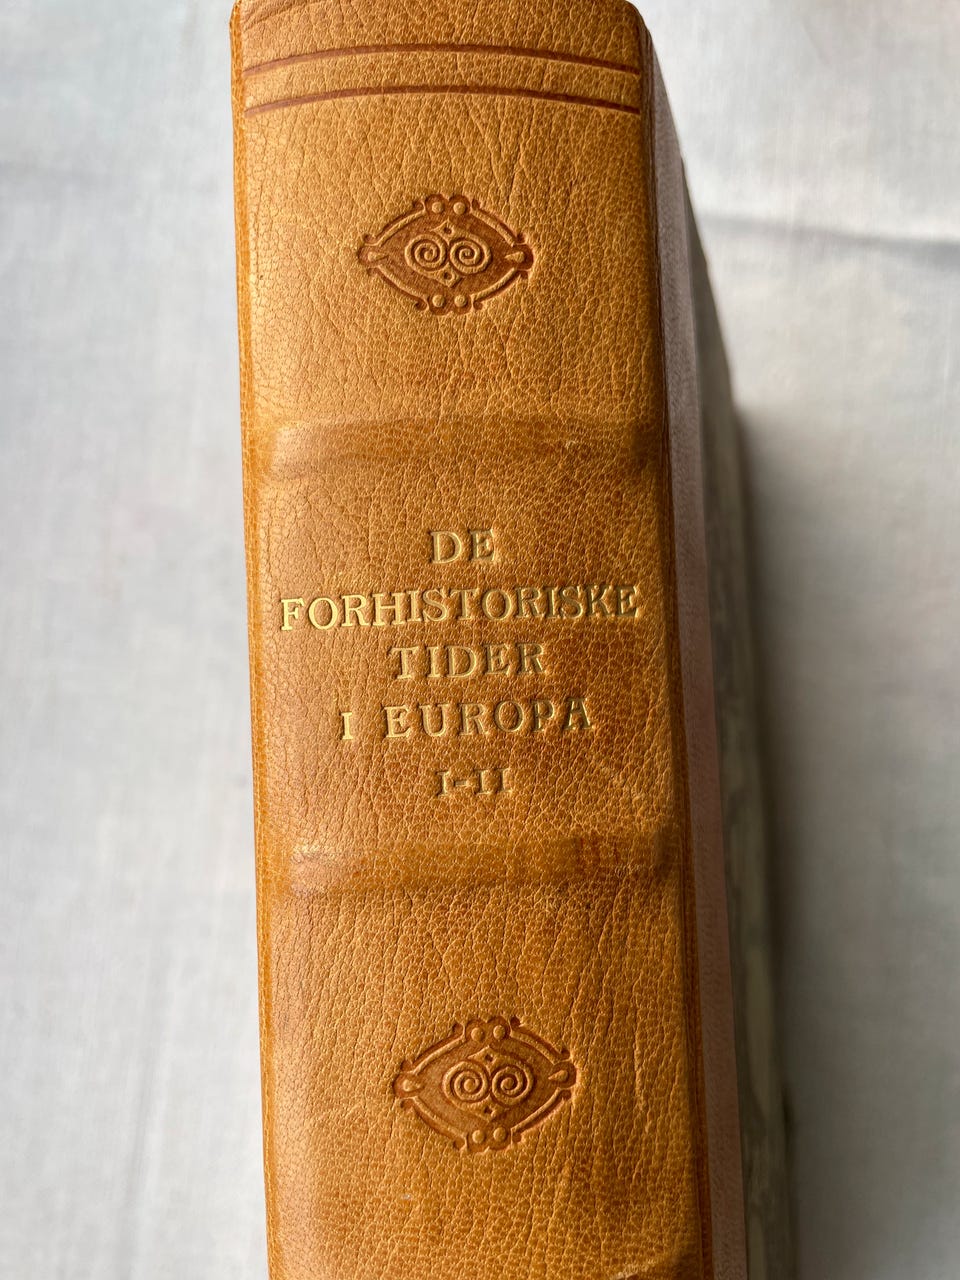 DE
FORHISTORISKE
TIDER
I EUROPA
I-II